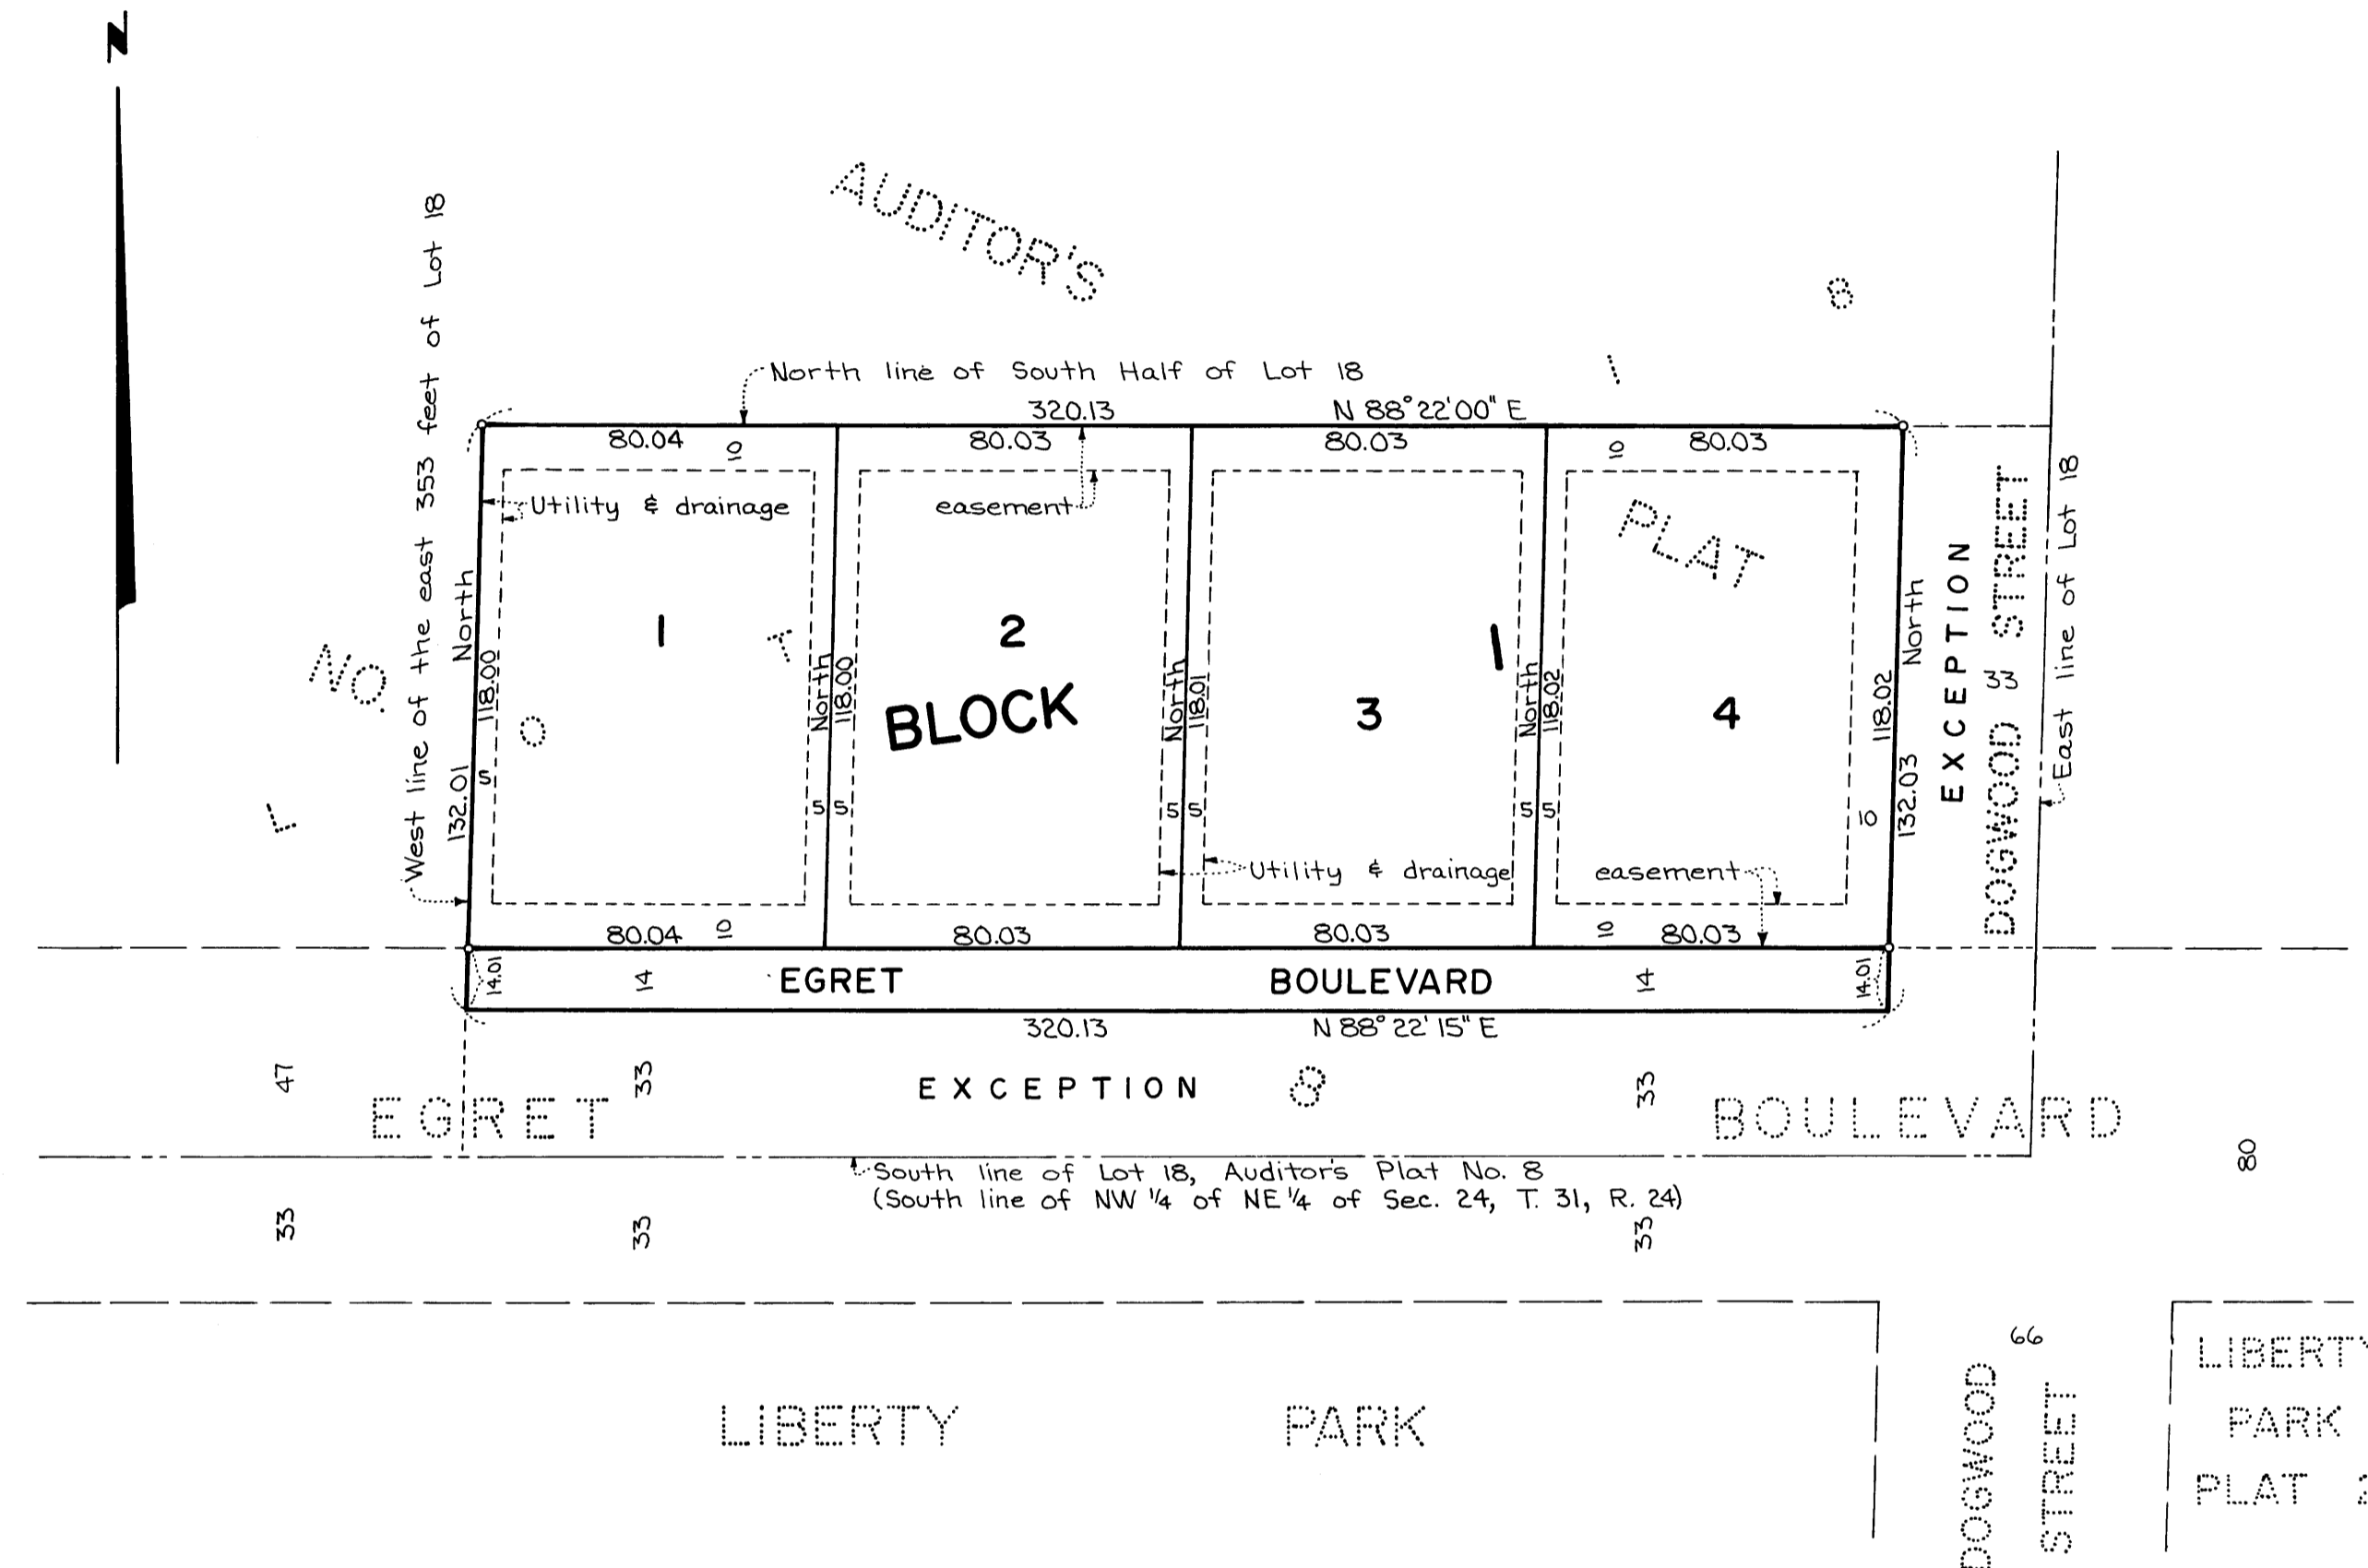 N
AUDITOR'S
8
1
North line of South Half of Lot 18
320.13 N 88°22'00" E
80.04 10 80.03 80.03 10 80.03
West line of the east 353 feet of Lot 18
Utility & drainage easement
PLAT
North 118.00
132.01
5
1
T
O
North 118.00
5 5
2
BLOCK 1
North 118.01
5 5
3
North 118.02
5 5
4
10
118.02
North
132.03
EXCEPTION
DOGWOOD 33 STREET
East line of Lot 18
NO.
L
Utility & drainage easement
80.04 10 80.03 80.03 10 80.03
14.01 14 EGRET BOULEVARD 14 14.01
320.13 N 88°22'15" E
47 33 EXCEPTION 8 33
EGRET BOULEVARD
80
South line of Lot 18, Auditor's Plat No. 8
(South line of NW 1/4 of NE 1/4 of Sec. 24, T. 31, R. 24)
33 33 33
66
LIBERTY PARK
DOGWOOD
STREET
LIBERTY
PARK
PLAT 2